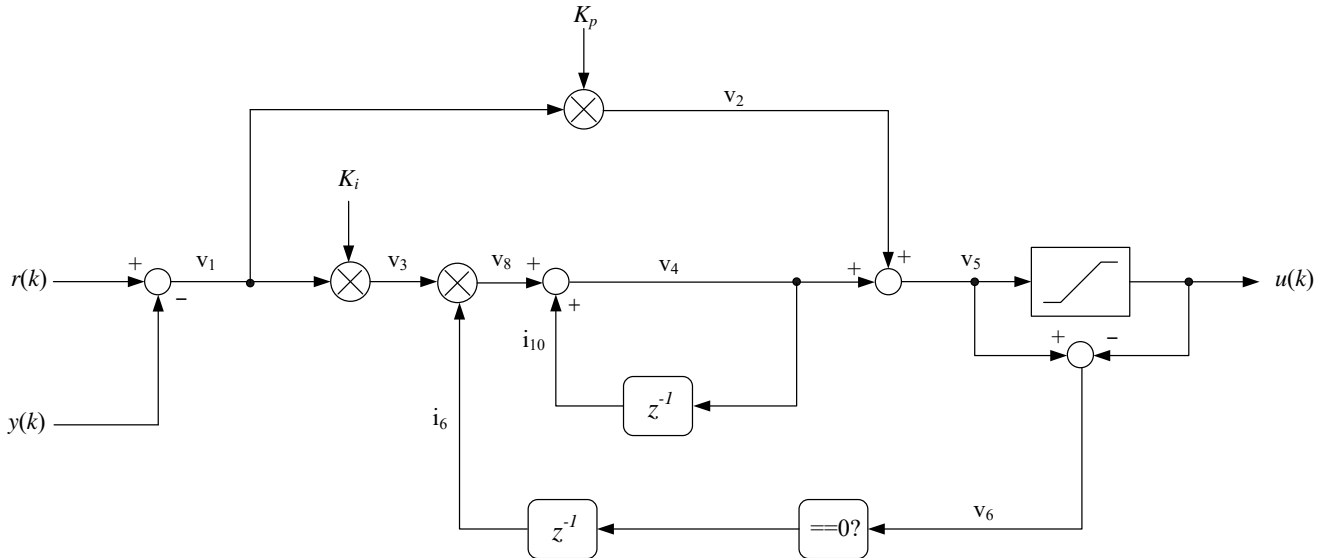 Kp
v2
Ki
r(k)
+
v1
−
v3
v8
+
+
v4
+
+
v5
u(k)
+
−
i10
z-1
y(k)
i6
z-1
==0?
v6